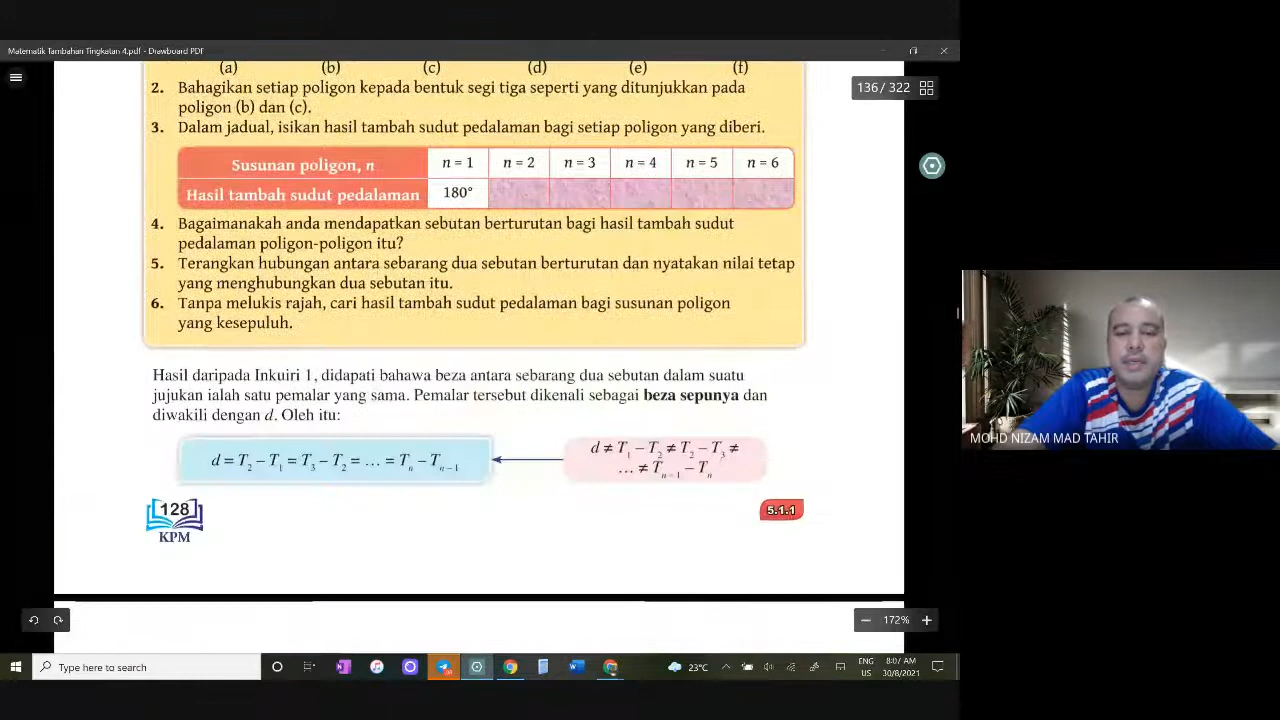 Matematik Tambahan Tingkatan 4.pdf - Drawboard PDF
136 / 322
(a) (b) (c) (d) (e) (f)
2. Bahagikan setiap poligon kepada bentuk segi tiga seperti yang ditunjukkan pada
poligon (b) dan (c).
3. Dalam jadual, isikan hasil tambah sudut pedalaman bagi setiap poligon yang diberi.
Susunan poligon, n n = 1 n = 2 n = 3 n = 4 n = 5 n = 6
Hasil tambah sudut pedalaman 180°
4. Bagaimanakah anda mendapatkan sebutan berturutan bagi hasil tambah sudut
pedalaman poligon-poligon itu?
5. Terangkan hubungan antara sebarang dua sebutan berturutan dan nyatakan nilai tetap
yang menghubungkan dua sebutan itu.
6. Tanpa melukis rajah, cari hasil tambah sudut pedalaman bagi susunan poligon
yang kesepuluh.
Hasil daripada Inkuiri 1, didapati bahawa beza antara sebarang dua sebutan dalam suatu
jujukan ialah satu pemalar yang sama. Pemalar tersebut dikenali sebagai beza sepunya dan
diwakili dengan d. Oleh itu:
d = T₂ – T₁ = T₃ – T₂ = … = Tₙ – Tₙ₋₁
d ≠ T₁ – T₂ ≠ T₂ – T₃ ≠
… ≠ Tₙ₋₁ – Tₙ
128
KPM
5.1.1
MOHD NIZAM MAD TAHIR
172%
Type here to search
23°C
ENG
US
8:07 AM
30/8/2021